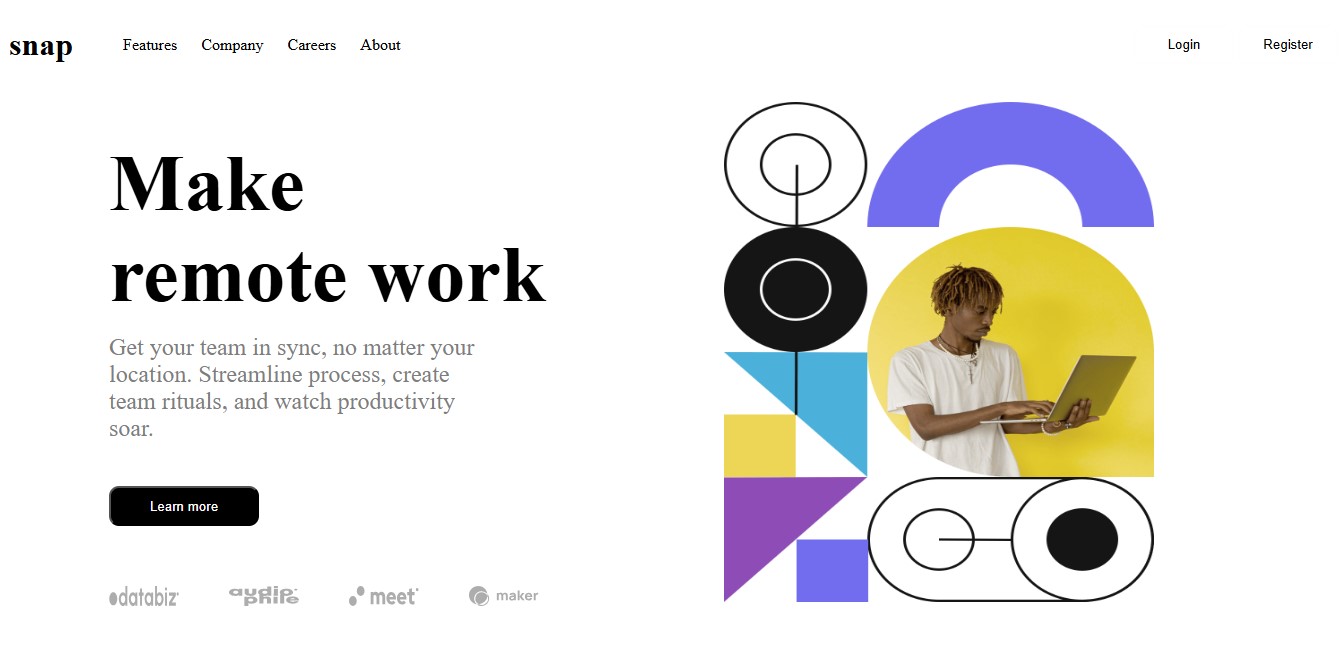 snap Features Company Careers About Login Register
Make
remote work
Get your team in sync, no matter your
location. Streamline process, create
team rituals, and watch productivity
soar.
Learn more
databiz audiophile meet maker